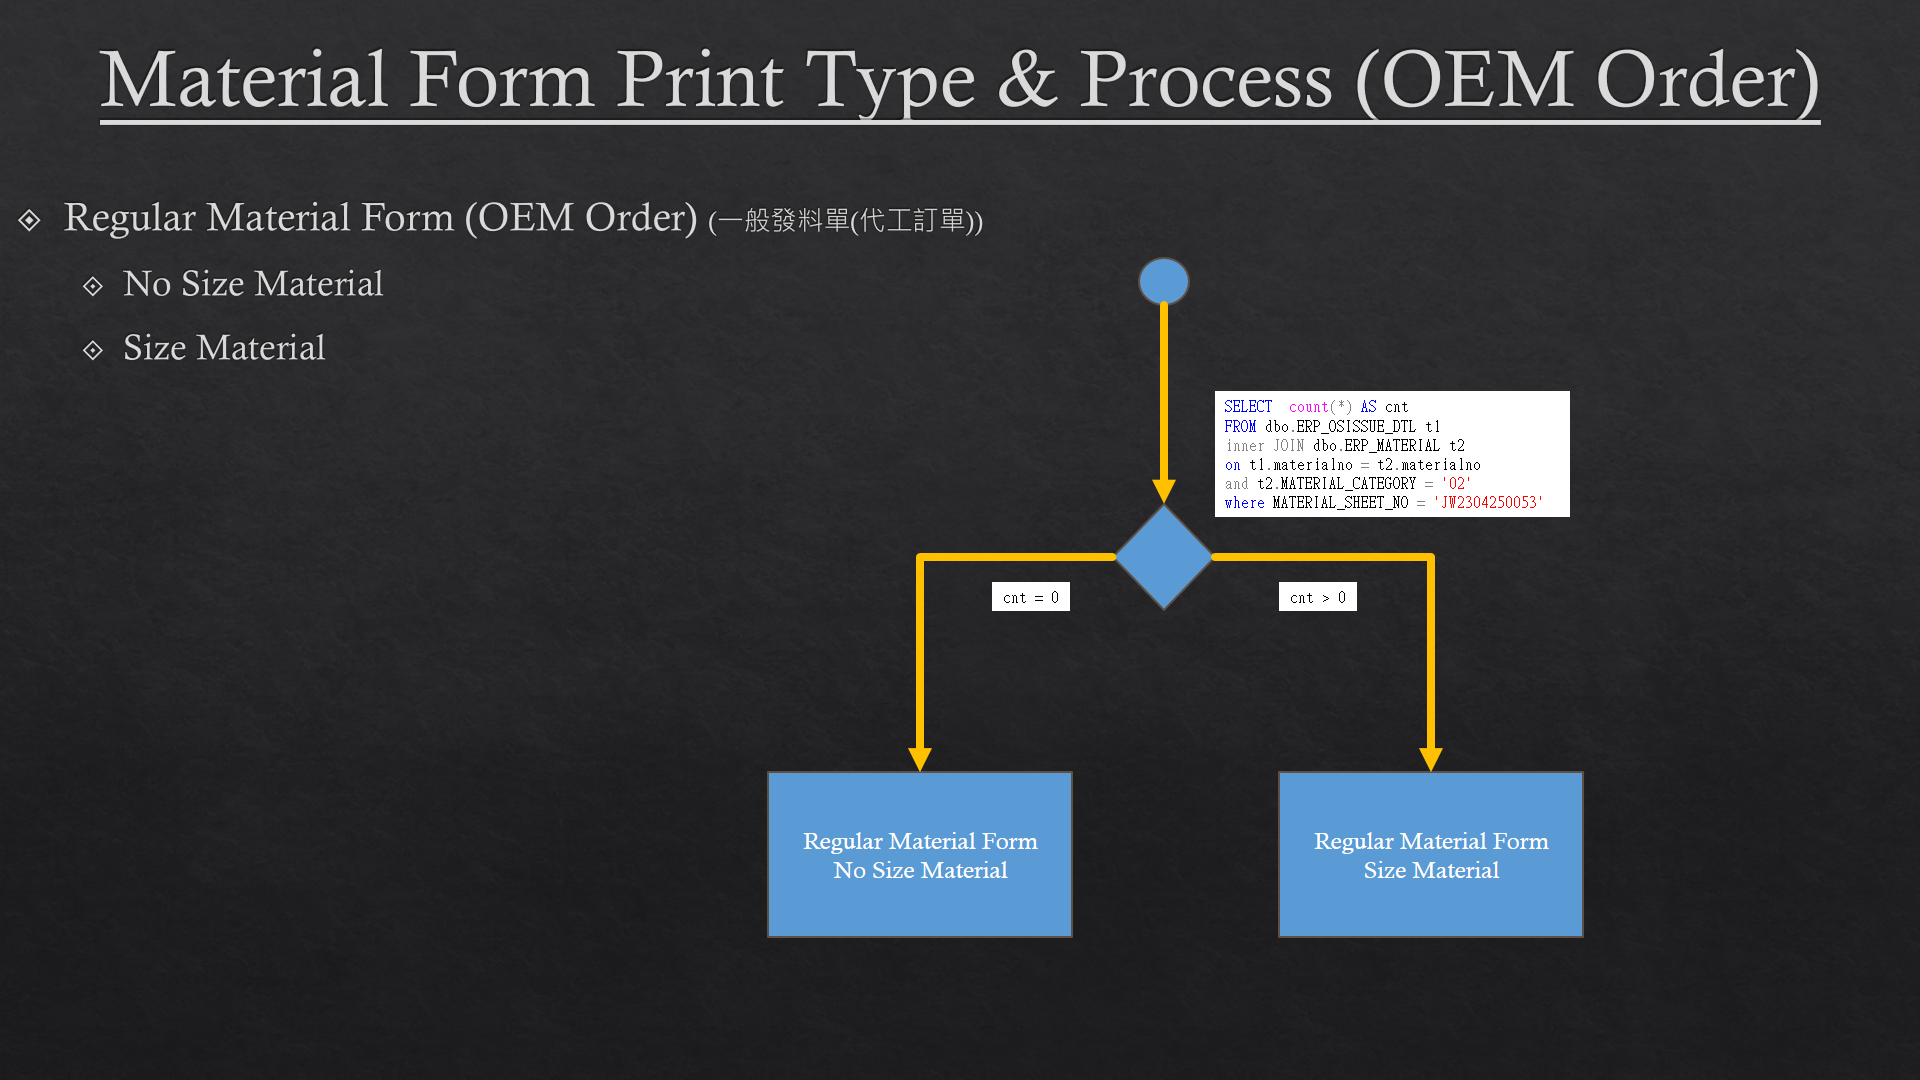 Material Form Print Type & Process (OEM Order)
Regular Material Form (OEM Order) (一般發料單(代工訂單))
No Size Material
Size Material
SELECT  count(*) AS cnt
FROM dbo.ERP_OSISSUE_DTL t1
inner JOIN dbo.ERP_MATERIAL t2
on t1.materialno = t2.materialno
and t2.MATERIAL_CATEGORY = '02'
where MATERIAL_SHEET_NO = 'JW2304250053'
cnt = 0
cnt > 0
Regular Material Form
No Size Material
Regular Material Form
Size Material